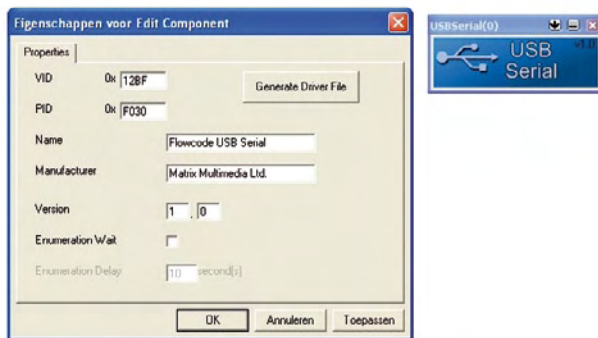 Eigenschappen voor Edit Component
Properties
VID 0x 12BF
Generate Driver File
PID 0x F030
Name Flowcode USB Serial
Manufacturer Matrix Multimedia Ltd.
Version 1 . 0
Enumeration Wait
Enumeration Delay 10 second(s)
OK Annuleren Toepassen
USBSerial(0)
USB v1.0
Serial